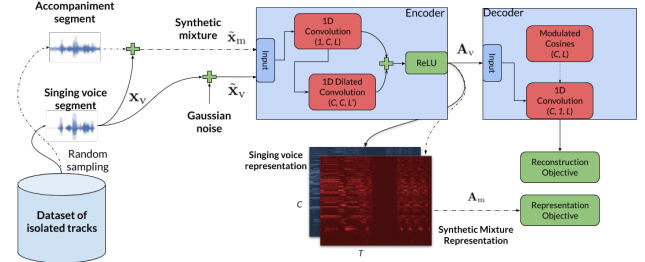 Accompaniment
segment
Synthetic
mixture
x̃m
Singing voice
segment
xv
x̃v
Gaussian
noise
Random
sampling
Dataset of
isolated tracks
Encoder
Input
1D
Convolution
(1, C, L)
1D Dilated
Convolution
(C, C, L')
ReLU
Av
Decoder
Input
Modulated
Cosines
(C, L)
1D
Convolution
(C, 1, L)
Reconstruction
Objective
Singing voice
representation
C
T
Am
Synthetic Mixture
Representation
Representation
Objective